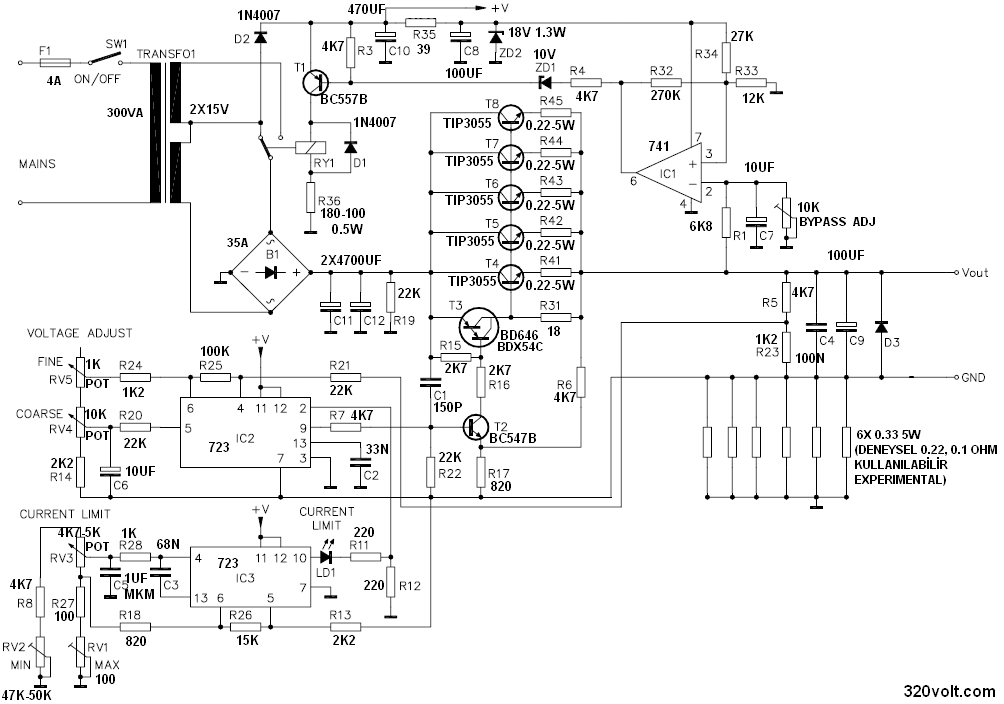 470UF
+V
1N4007
D2
4K7
R3
C10
R35
39
C8
100UF
18V 1.3W
ZD2
27K
R34
F1
4A
SW1
ON/OFF
TRANSFO1
T1
BC557B
10V
ZD1
R4
4K7
R32
270K
R33
12K
300VA
2X15V
1N4007
RY1
D1
T8
R45
TIP3055
0.22-5W
T7
R44
TIP3055
0.22-5W
T6
R43
TIP3055
0.22-5W
T5
R42
TIP3055
0.22-5W
T4
R41
TIP3055
0.22-5W
741
7
3
+
IC1
6
-
2
4
10UF
10K
BYPASS ADJ
6K8
R1
C7
MAINS
R36
180-100
0.5W
35A
B1
~
-
+
~
2X4700UF
C11
C12
22K
R19
T3
R31
18
BD646
BDX54C
100UF
Vout
R5
4K7
1K2
R23
100N
C4
C9
D3
GND
VOLTAGE ADJUST
FINE
1K
RV5
POT
R24
1K2
100K
R25
+V
R21
22K
R15
2K7
2K7
R16
R6
4K7
C1
150P
COARSE
10K
RV4
POT
R20
22K
6
4
11
12
2
5
IC2
9
723
13
7
3
R7
4K7
T2
BC547B
33N
C2
22K
R22
R17
820
2K2
R14
10UF
C6
6X 0.33 5W
(DENEYSEL 0.22, 0.1 OHM
KULLANILABİLİR
EXPERIMENTAL)
CURRENT LIMIT
4K7-5K
RV3
POT
1K
R28
68N
+V
CURRENT
LIMIT
220
R11
LD1
4
723
11
12
10
IC3
7
13
6
5
220
R12
C5
1UF
MKM
C3
4K7
R8
R27
100
R18
820
R26
15K
R13
2K2
RV2
MIN
RV1
MAX
100
47K-50K
320volt.com